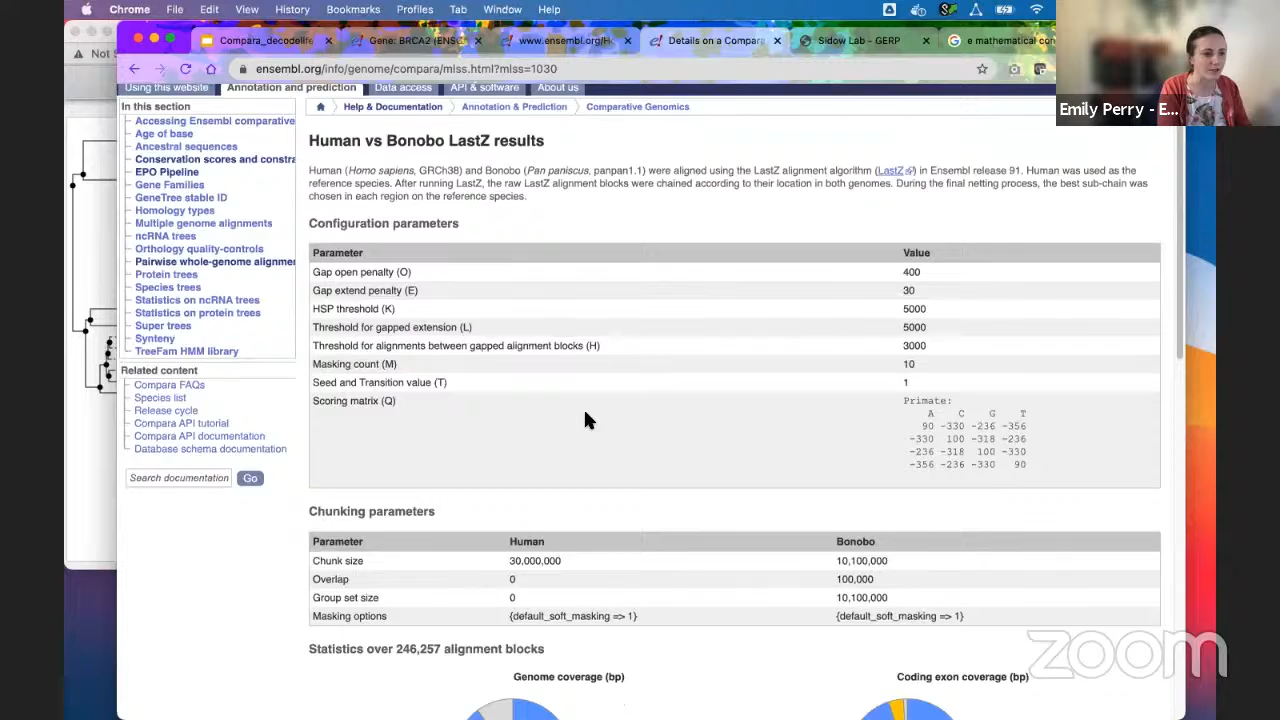 Chrome File Edit View History Bookmarks Profiles Tab Window Help
Not S
Compara_decodelife
Gene: BRCA2 (ENSG
www.ensembl.org/Ho
Details on a Compara
Sidow Lab - GERP
e mathematical con
ensembl.org/info/genome/compara/mlss.html?mlss=1030
Emily Perry - E...
Using this website
Annotation and prediction
Data access
API & software
About us
In this section
Accessing Ensembl comparative
Age of base
Ancestral sequences
Conservation scores and constra
EPO Pipeline
Gene Families
GeneTree stable ID
Homology types
Multiple genome alignments
ncRNA trees
Orthology quality-controls
Pairwise whole-genome alignmen
Protein trees
Species trees
Statistics on ncRNA trees
Statistics on protein trees
Super trees
Synteny
TreeFam HMM library
Related content
Compara FAQs
Species list
Release cycle
Compara API tutorial
Compara API documentation
Database schema documentation
Search documentation
Go
Help & Documentation
Annotation & Prediction
Comparative Genomics
Human vs Bonobo LastZ results
Human (Homo sapiens, GRCh38) and Bonobo (Pan paniscus, panpan1.1) were aligned using the LastZ alignment algorithm (LastZ) in Ensembl release 91. Human was used as the
reference species. After running LastZ, the raw LastZ alignment blocks were chained according to their location in both genomes. During the final netting process, the best sub-chain was
chosen in each region on the reference species.
Configuration parameters
Parameter Value
Gap open penalty (O) 400
Gap extend penalty (E) 30
HSP threshold (K) 5000
Threshold for gapped extension (L) 5000
Threshold for alignments between gapped alignment blocks (H) 3000
Masking count (M) 10
Seed and Transition value (T) 1
Scoring matrix (Q) Primate:
A C G T
90 -330 -236 -356
-330 100 -318 -236
-236 -318 100 -330
-356 -236 -330 90
Chunking parameters
Parameter Human Bonobo
Chunk size 30,000,000 10,100,000
Overlap 0 100,000
Group set size 0 10,100,000
Masking options {default_soft_masking => 1} {default_soft_masking => 1}
Statistics over 246,257 alignment blocks
Genome coverage (bp) Coding exon coverage (bp)
zoom